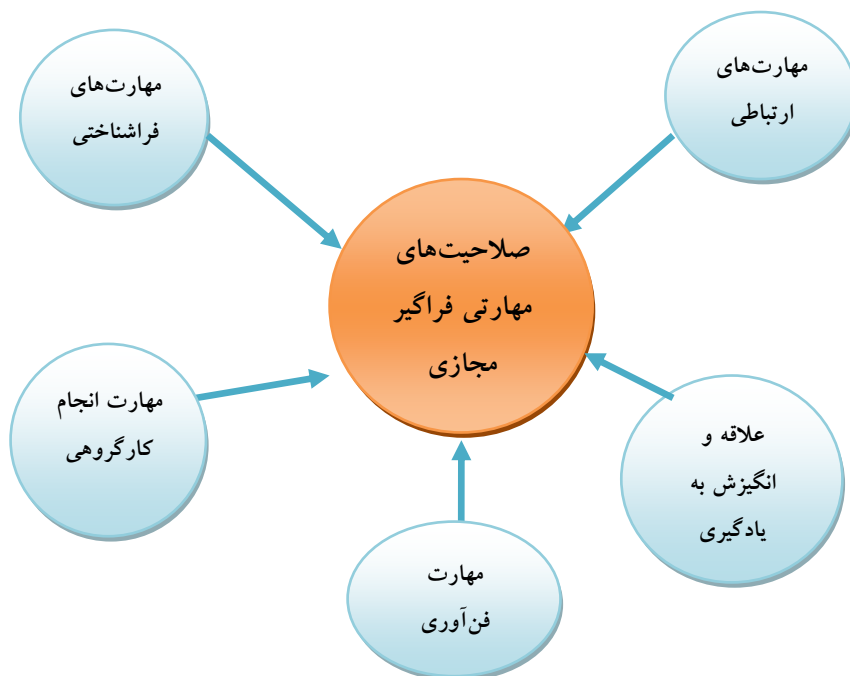 مهارت‌های
ارتباطی
مهارت‌های
فراشناختی
صلاحیت‌های
مهارتی فراگیر
مجازی
علاقه و
انگیزش به
یادگیری
مهارت انجام
کارگروهی
مهارت
فن‌آوری